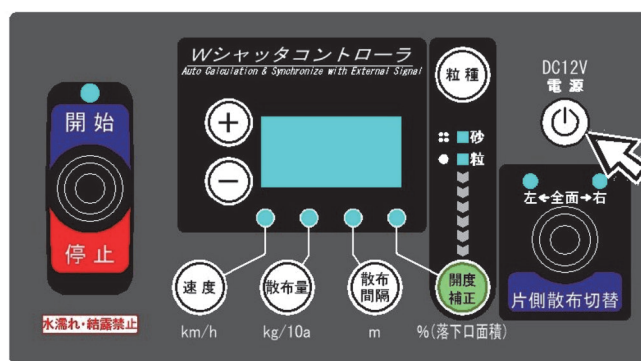 Wシャッタコントローラ
Auto Calculation & Synchronize with External Signal
開始
停止
水濡れ・結露禁止
+
−
速度
散布量
散布
間隔
開度
補正
km/h
kg/10a
m
%(落下口面積)
粒種
砂
粒
DC12V
電源
左←全面→右
片側散布切替